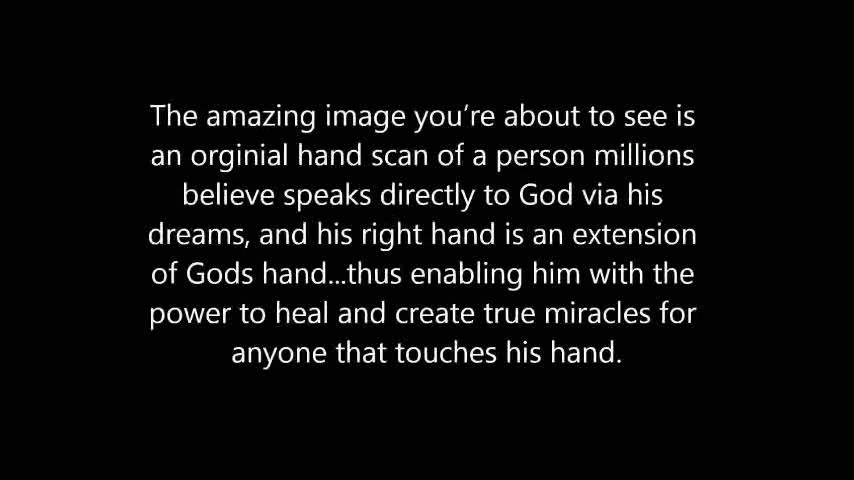 The amazing image you’re about to see is
an orginial hand scan of a person millions
believe speaks directly to God via his
dreams, and his right hand is an extension
of Gods hand...thus enabling him with the
power to heal and create true miracles for
anyone that touches his hand.